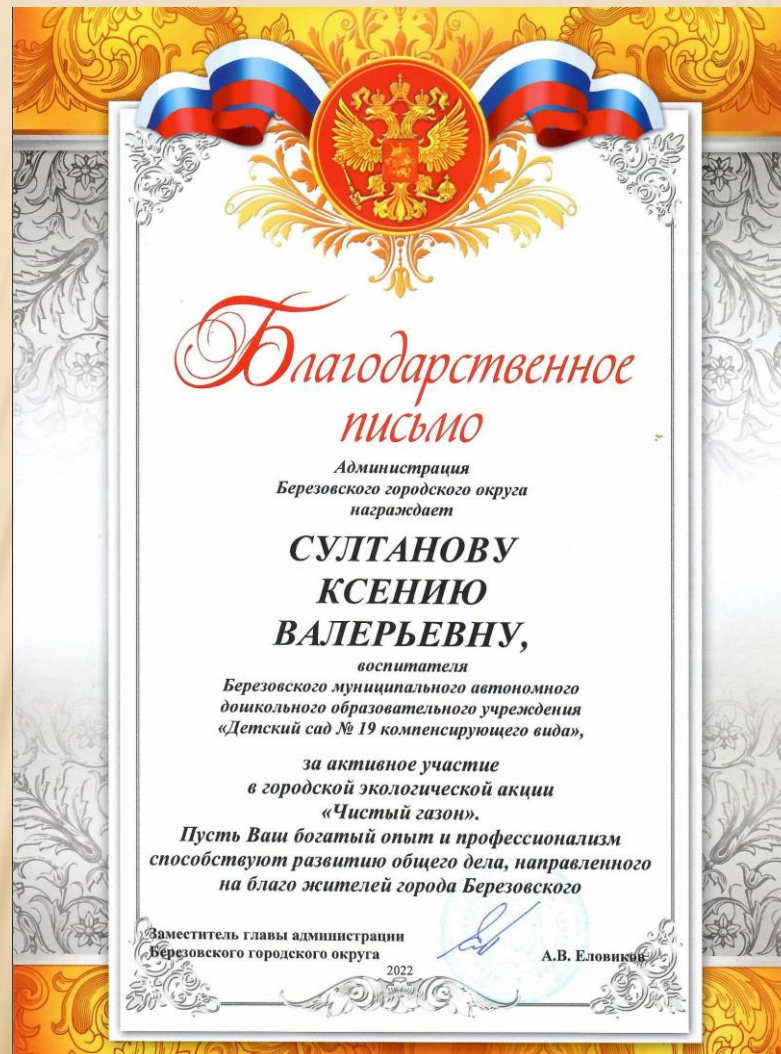 Благодарственное
письмо
Администрация
Березовского городского округа
награждает
СУЛТАНОВУ
КСЕНИЮ
ВАЛЕРЬЕВНУ,
воспитателя
Березовского муниципального автономного
дошкольного образовательного учреждения
«Детский сад № 19 компенсирующего вида»,
за активное участие
в городской экологической акции
«Чистый газон».
Пусть Ваш богатый опыт и профессионализм
способствуют развитию общего дела, направленного
на благо жителей города Березовского
Заместитель главы администрации
Березовского городского округа
А.В. Еловиков
2022